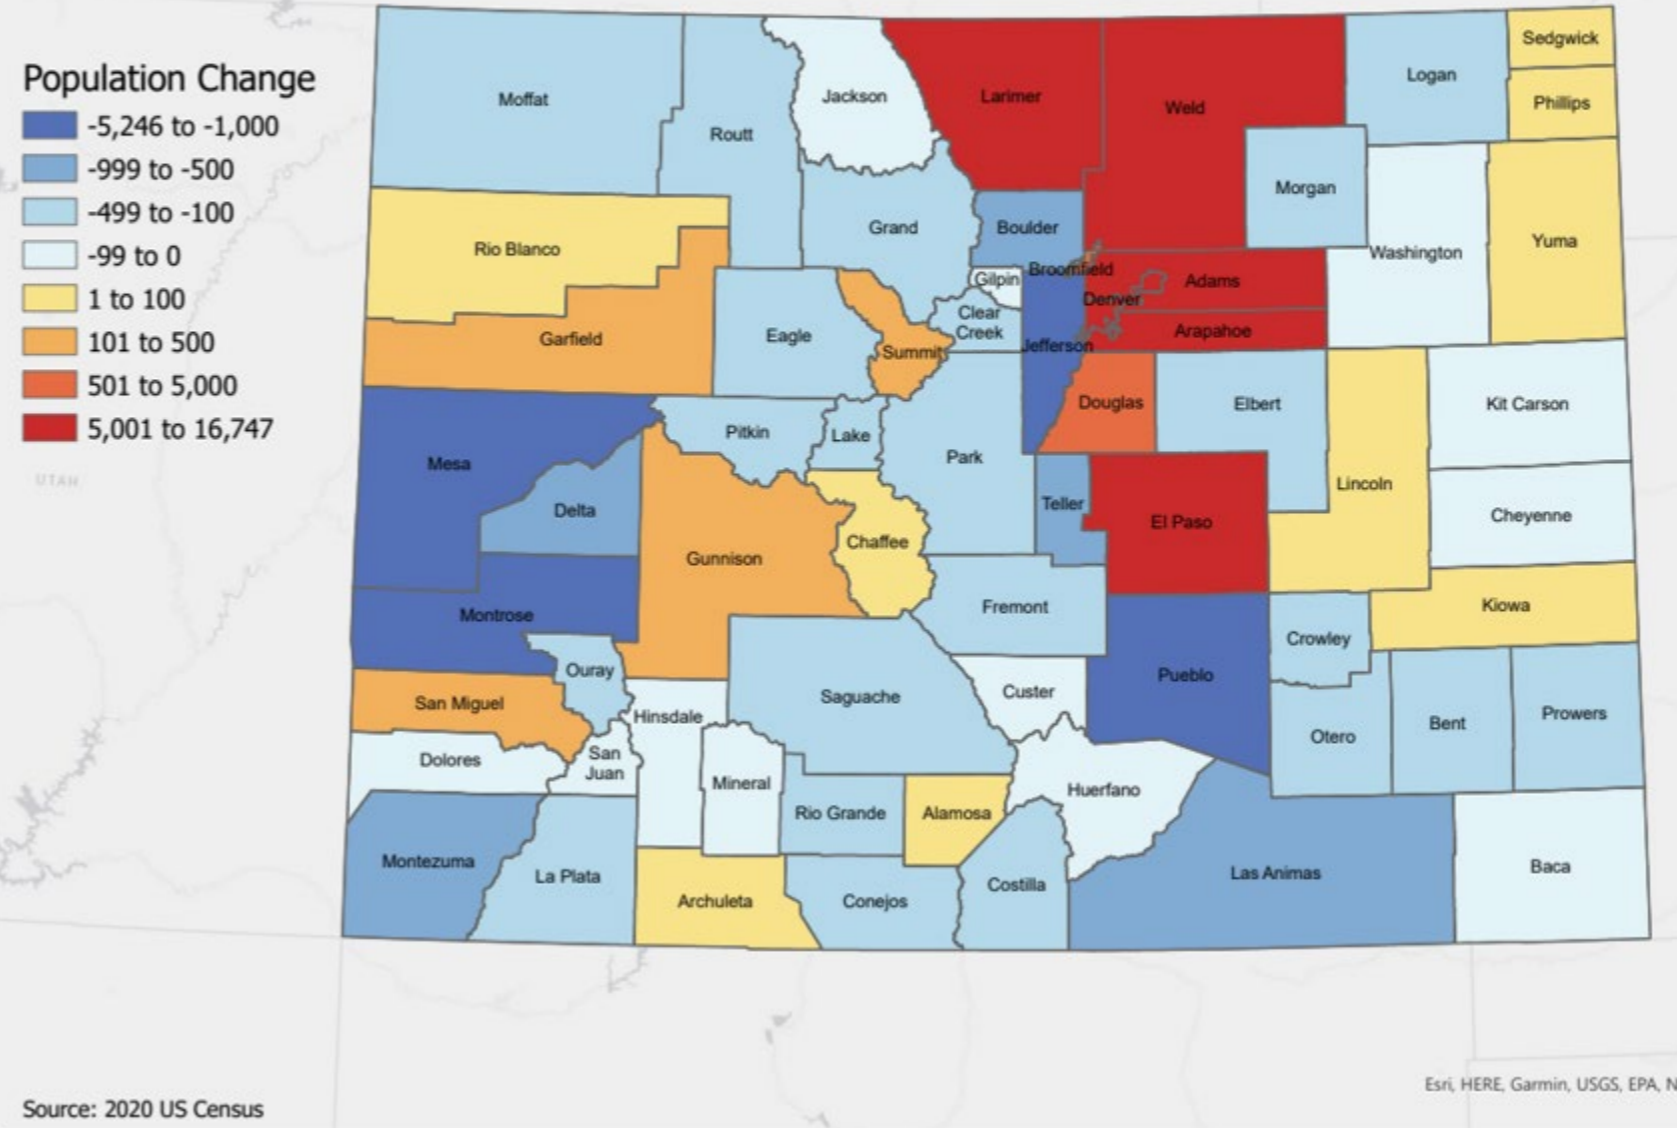 Population Change
-5,246 to -1,000
-999 to -500
-499 to -100
-99 to 0
1 to 100
101 to 500
501 to 5,000
5,001 to 16,747
UTAH
Moffat
Routt
Jackson
Larimer
Weld
Logan
Sedgwick
Phillips
Morgan
Washington
Yuma
Rio Blanco
Grand
Boulder
Gilpin
Broomfield
Adams
Denver
Arapahoe
Clear
Creek
Jefferson
Garfield
Eagle
Summit
Douglas
Elbert
Kit Carson
Mesa
Pitkin
Lake
Park
Lincoln
Delta
Teller
El Paso
Cheyenne
Gunnison
Chaffee
Fremont
Kiowa
Montrose
Ouray
Crowley
San Miguel
Saguache
Custer
Pueblo
Hinsdale
Otero
Bent
Prowers
Dolores
San
Juan
Mineral
Rio Grande
Alamosa
Huerfano
Montezuma
La Plata
Archuleta
Conejos
Costilla
Las Animas
Baca
Esri, HERE, Garmin, USGS, EPA, N
Source: 2020 US Census